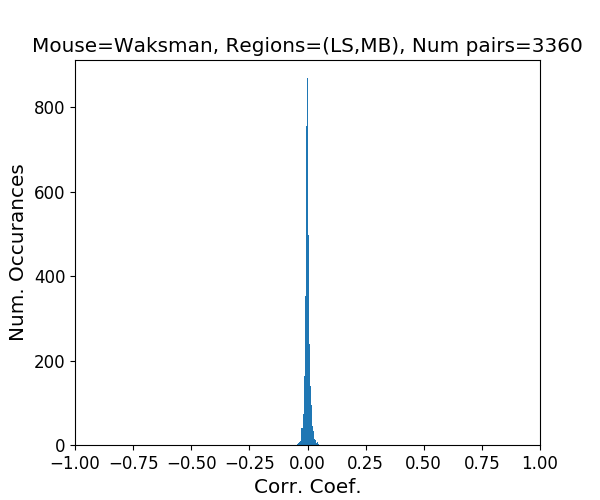 Mouse=Waksman, Regions=(LS,MB), Num pairs=3360
800
600
400
200
0
Num. Occurances
−1.00 −0.75 −0.50 −0.25 0.00 0.25 0.50 0.75 1.00
Corr. Coef.